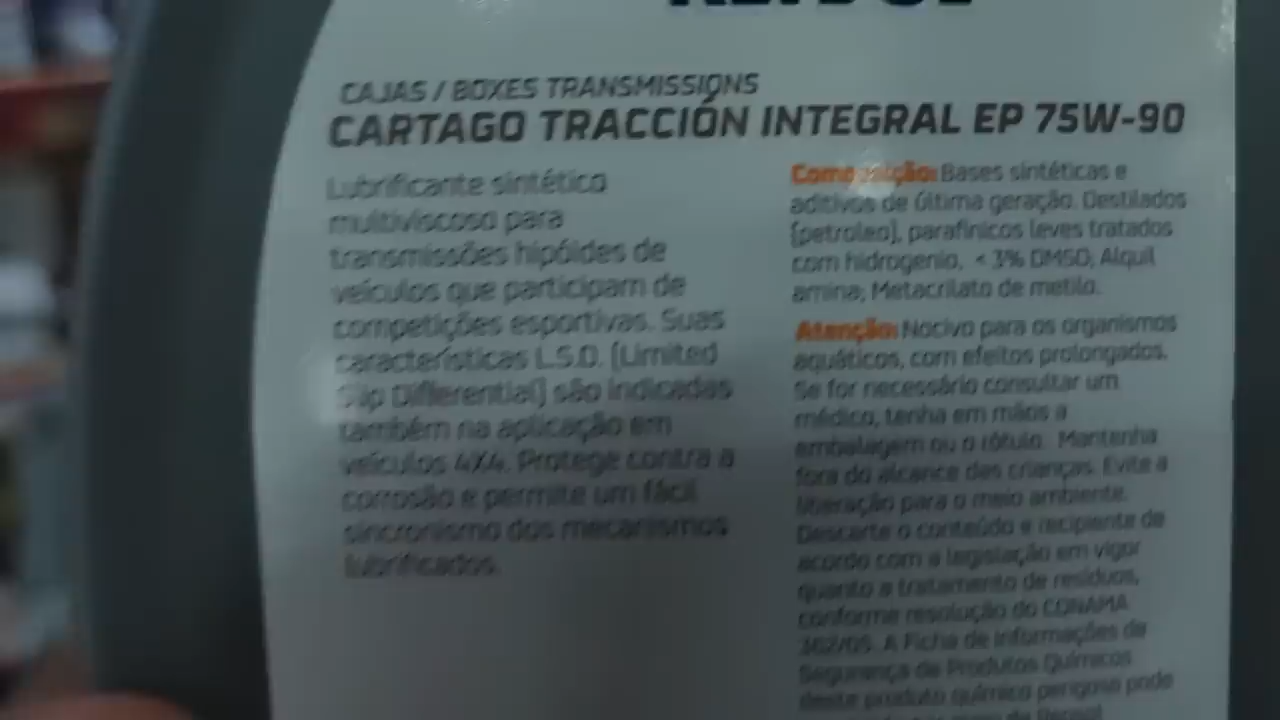 CAJAS / BOXES TRANSMISSIONS
CARTAGO TRACCIÓN INTEGRAL EP 75W-90
Lubrificante sintético
multiviscoso para
transmissões hipóides de
veículos que participam de
competições esportivas. Suas
características L.S.D. (Limited
Slip Differential) são indicadas
também na aplicação em
veículos 4X4. Protege contra a
corrosão e permite um fácil
sincronismo dos mecanismos
lubrificados.
Composição: Bases sintéticas e
aditivos de última geração. Destilados
(petroleo), parafinicos leves tratados
com hidrogenio, < 3% DMSO; Alquil
amina; Metacrilato de metilo.
Atenção: Nocivo para os organismos
aquáticos, com efeitos prolongados.
Se for necessário consultar um
médico, tenha em mãos a
embalagem ou o rótulo. Mantenha
fora do alcance das crianças. Evite a
liberação para o meio ambiente.
Descarte o conteúdo e recipiente de
acordo com a legislação em vigor
quanto a tratamento de resíduos,
conforme resolução do CONAMA
362/05. A Ficha de Informações de
Segurança de Produtos Químicos
deste produto químico perigoso pode